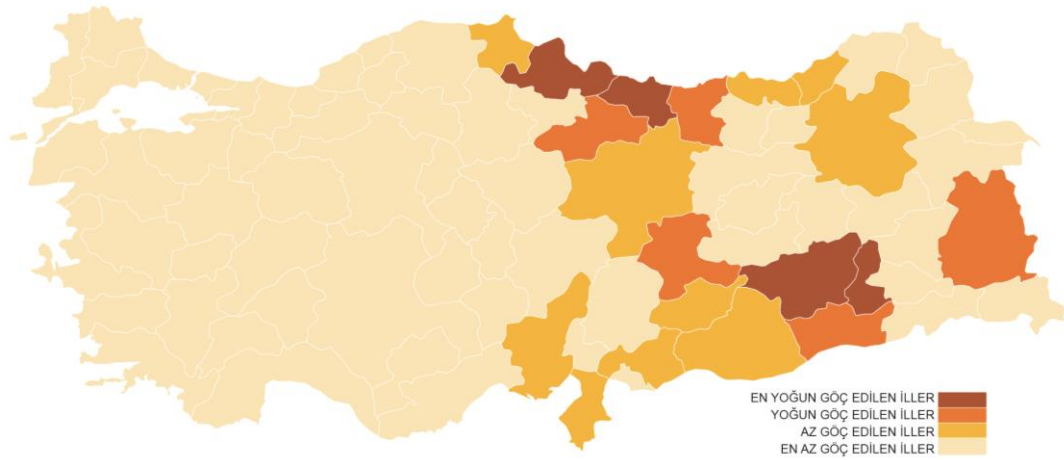 EN YOĞUN GÖÇ EDİLEN İLLER
YOĞUN GÖÇ EDİLEN İLLER
AZ GÖÇ EDİLEN İLLER
EN AZ GÖÇ EDİLEN İLLER